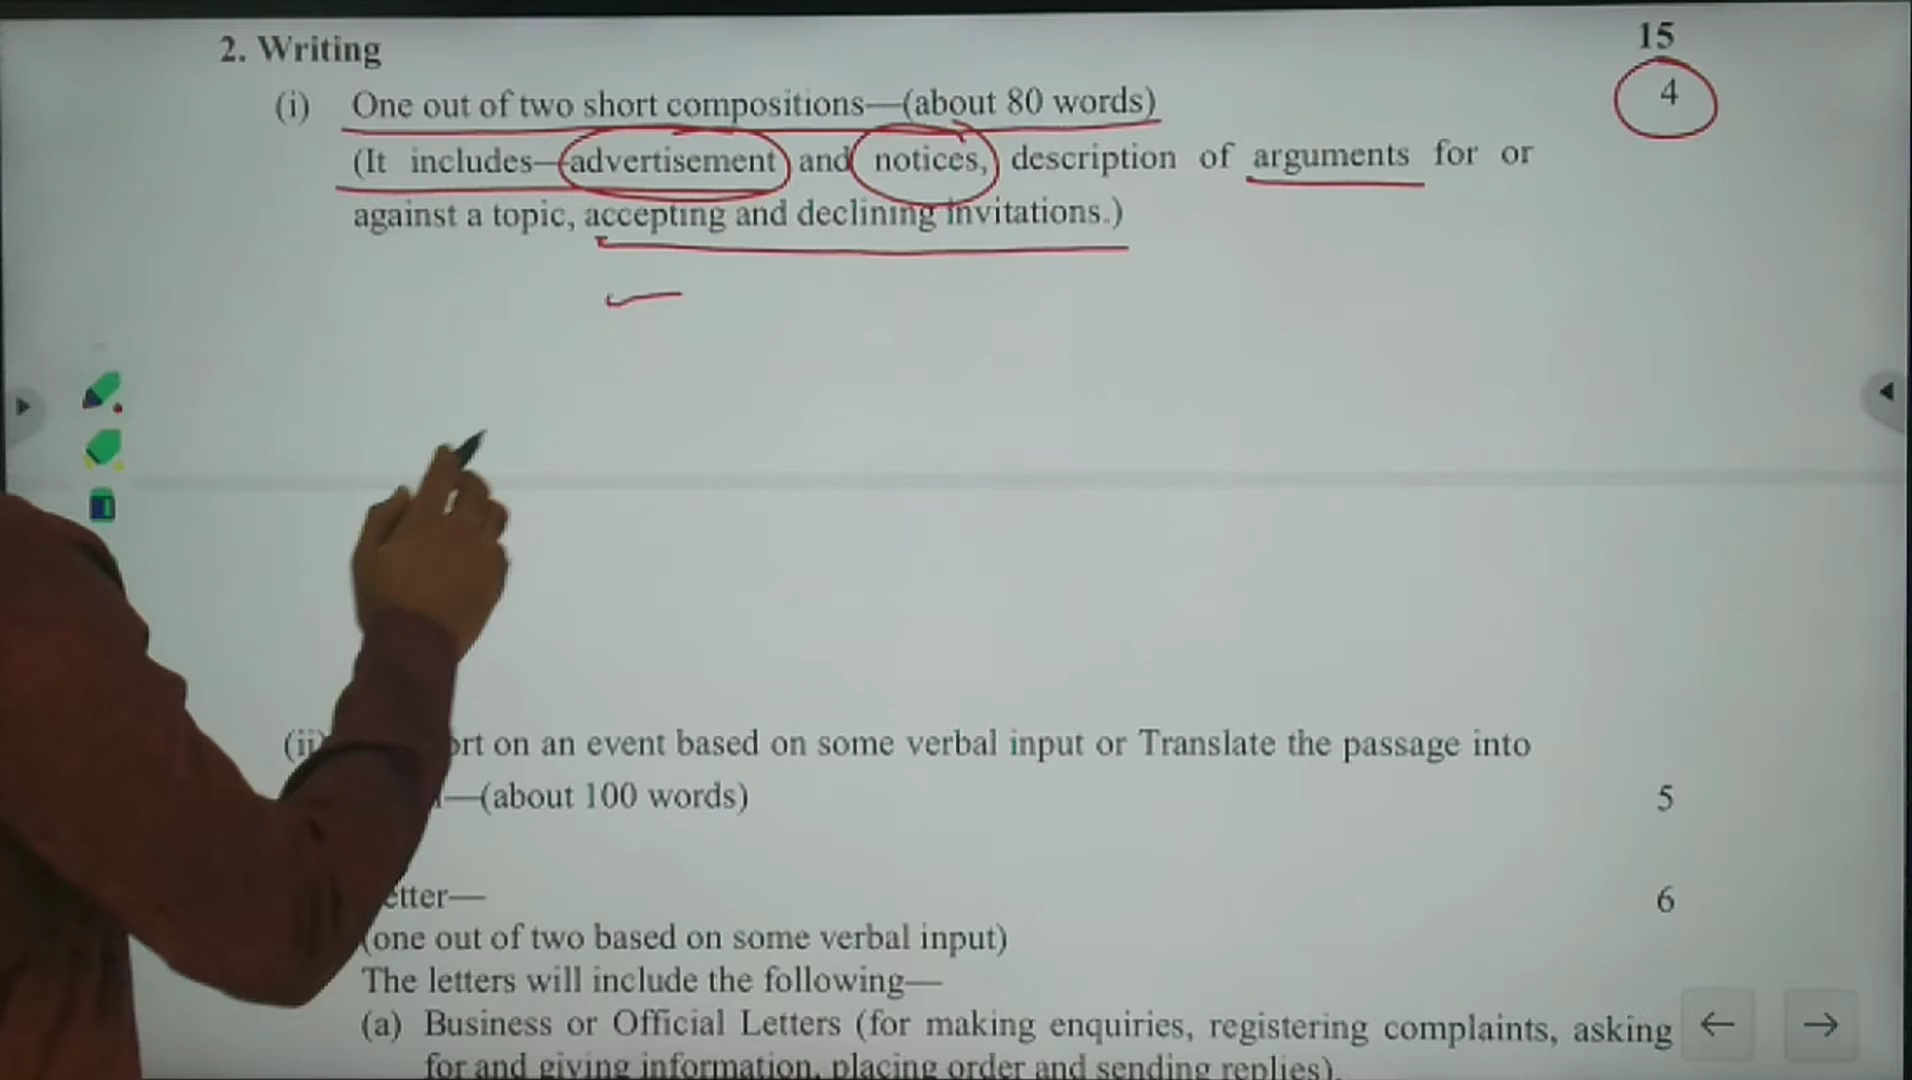 2. Writing 15
(i) One out of two short compositions—(about 80 words) 4
(It includes—advertisement and notices, description of arguments for or
against a topic, accepting and declining invitations.)
(ii) on an event based on some verbal input or Translate the passage into
—(about 100 words) 5
6
(one out of two based on some verbal input)
The letters will include the following—
(a) Business or Official Letters (for making enquiries, registering complaints, asking
for and giving information, placing order and sending replies).